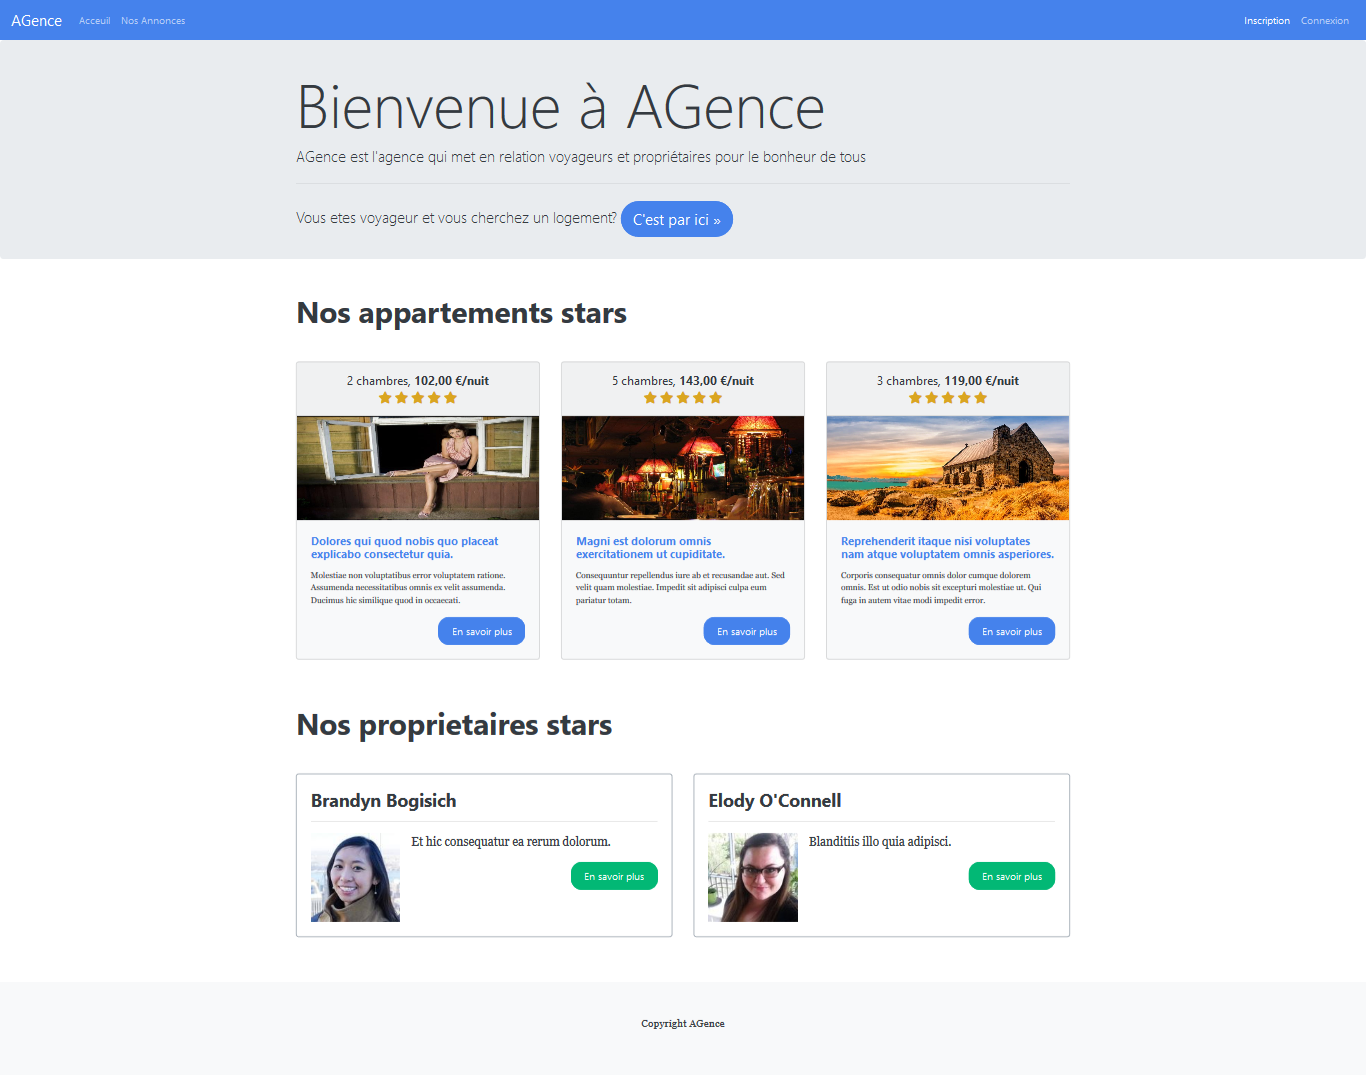 AGence Acceuil Nos Annonces Inscription Connexion
Bienvenue à AGence
AGence est l'agence qui met en relation voyageurs et propriétaires pour le bonheur de tous
Vous etes voyageur et vous cherchez un logement? C'est par ici »
Nos appartements stars
2 chambres, 102,00 €/nuit
Dolores qui quod nobis quo placeat
explicabo consectetur quia.
Molestiae non voluptatibus error voluptatem ratione.
Assumenda necessitatibus omnis ex velit assumenda.
Ducimus hic similique quod in occaecati.
En savoir plus
5 chambres, 143,00 €/nuit
Magni est dolorum omnis
exercitationem ut cupiditate.
Consequuntur repellendus iure ab et recusandae aut. Sed
velit quam molestiae. Impedit sit adipisci culpa eum
pariatur totam.
En savoir plus
3 chambres, 119,00 €/nuit
Reprehenderit itaque nisi voluptates
nam atque voluptatem omnis asperiores.
Corporis consequatur omnis dolor cumque dolorem
omnis. Est ut odio nobis sit excepturi molestiae ut. Qui
fuga in autem vitae modi impedit error.
En savoir plus
Nos proprietaires stars
Brandyn Bogisich
Et hic consequatur ea rerum dolorum.
En savoir plus
Elody O'Connell
Blanditiis illo quia adipisci.
En savoir plus
Copyright AGence